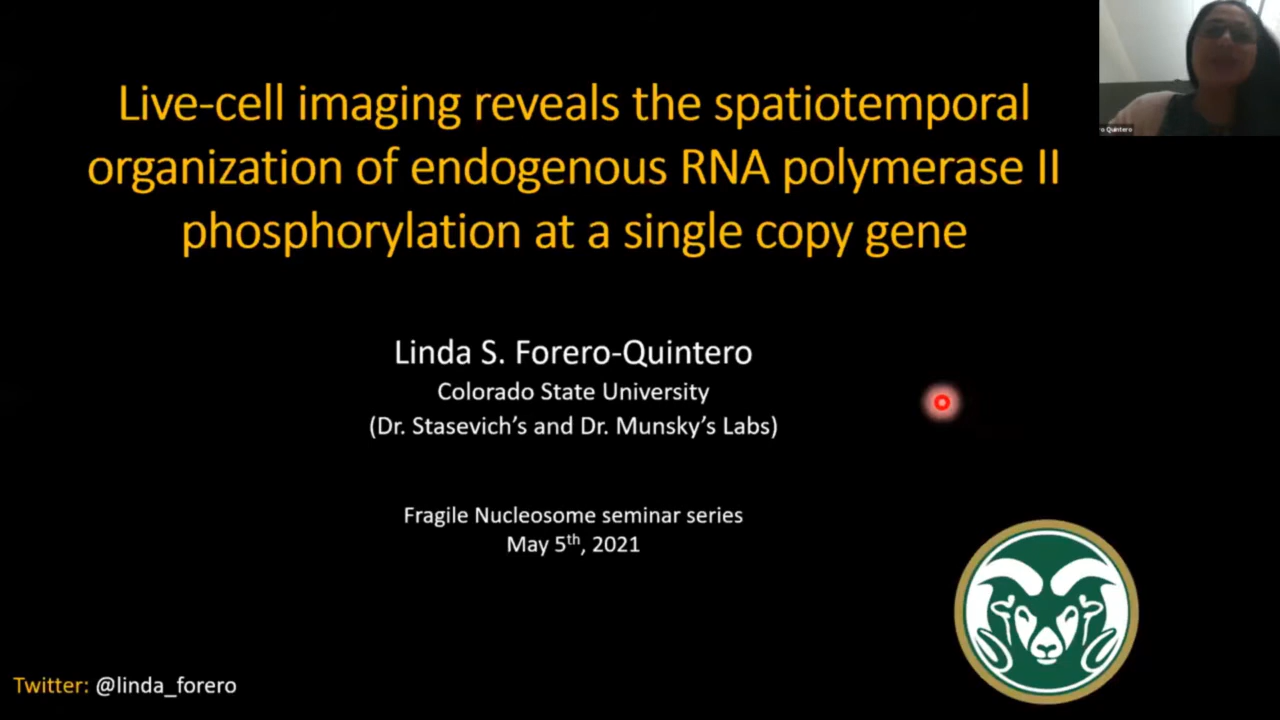 Live-cell imaging reveals the spatiotemporal
organization of endogenous RNA polymerase II
phosphorylation at a single copy gene
Linda S. Forero-Quintero
Colorado State University
(Dr. Stasevich's and Dr. Munsky's Labs)
Fragile Nucleosome seminar series
May 5th, 2021
Twitter: @linda_forero
Quintero